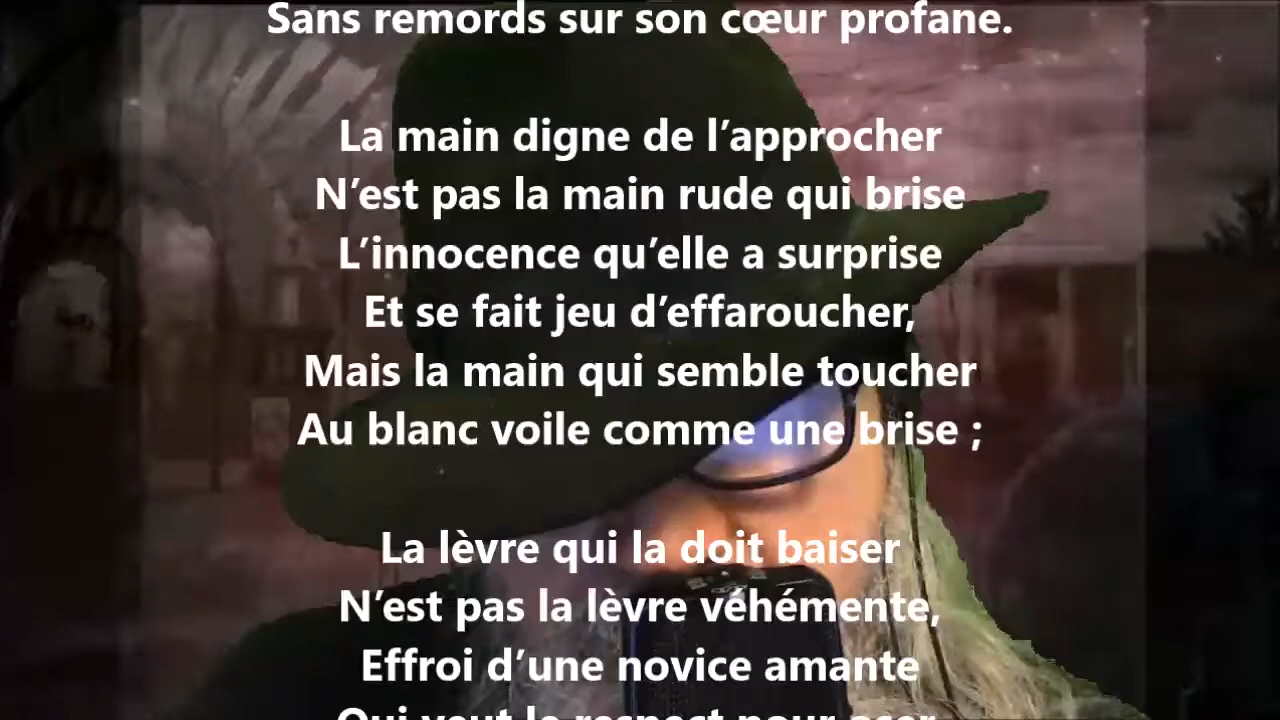 Sans remords sur son cœur profane.
La main digne de l’approcher
N’est pas la main rude qui brise
L’innocence qu’elle a surprise
Et se fait jeu d’effaroucher,
Mais la main qui semble toucher
Au blanc voile comme une brise ;
La lèvre qui la doit baiser
N’est pas la lèvre véhémente,
Effroi d’une novice amante
Qui veut le respect pour oser,